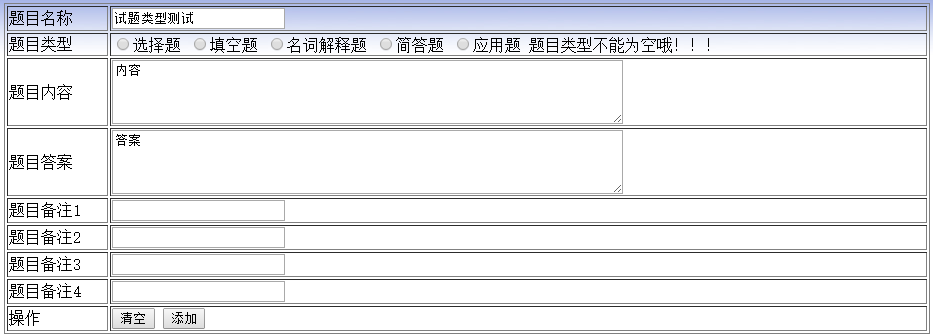 题目名称 试题类型测试
题目类型 选择题 填空题 名词解释题 简答题 应用题 题目类型不能为空哦！！！
题目内容 内容
题目答案 答案
题目备注1
题目备注2
题目备注3
题目备注4
操作 清空 添加